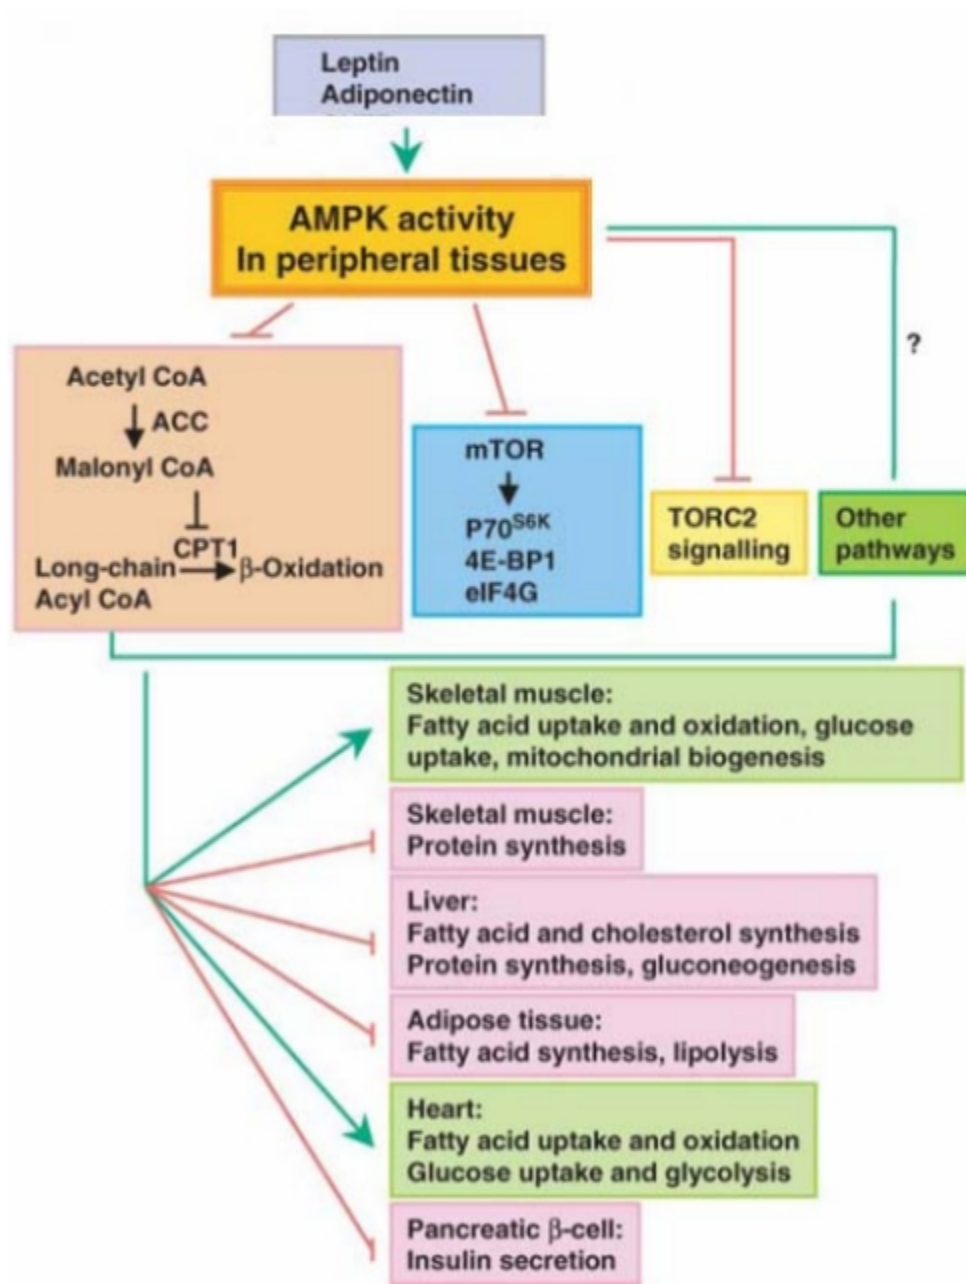 Leptin
Adiponectin
AMPK activity
In peripheral tissues
?
Acetyl CoA
ACC
Malonyl CoA
CPT1
Long-chain β-Oxidation
Acyl CoA
mTOR
P70S6K
4E-BP1
eIF4G
TORC2
signalling
Other
pathways
Skeletal muscle:
Fatty acid uptake and oxidation, glucose
uptake, mitochondrial biogenesis
Skeletal muscle:
Protein synthesis
Liver:
Fatty acid and cholesterol synthesis
Protein synthesis, gluconeogenesis
Adipose tissue:
Fatty acid synthesis, lipolysis
Heart:
Fatty acid uptake and oxidation
Glucose uptake and glycolysis
Pancreatic β-cell:
Insulin secretion